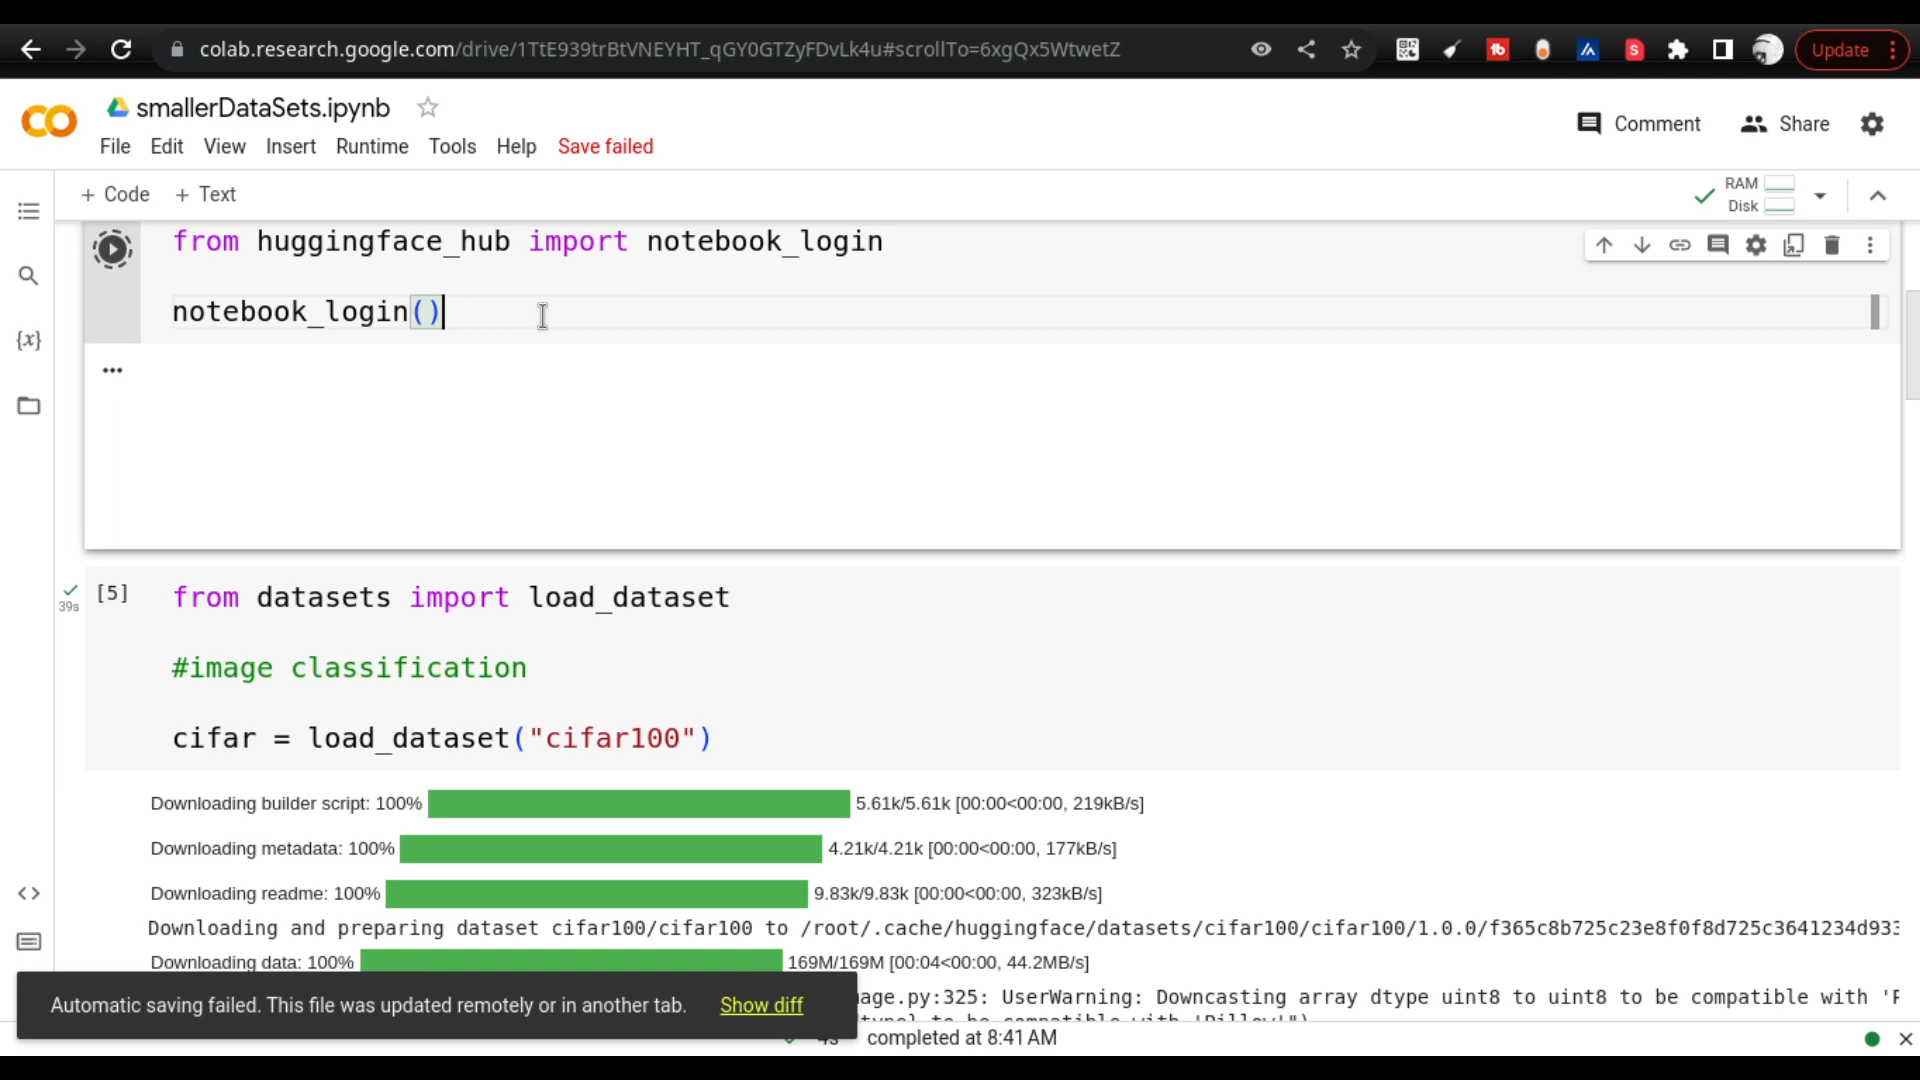 colab.research.google.com/drive/1TtE939trBtVNEYHT_qGY0GTZyFDvLk4u#scrollTo=6xgQx5WtwetZ
Update
smallerDataSets.ipynb
Comment
Share
File Edit View Insert Runtime Tools Help Save failed
+ Code + Text
RAM
Disk
from huggingface_hub import notebook_login
notebook_login()
[5]
39s
from datasets import load_dataset
#image classification
cifar = load_dataset("cifar100")
Downloading builder script: 100% 5.61k/5.61k [00:00<00:00, 219kB/s]
Downloading metadata: 100% 4.21k/4.21k [00:00<00:00, 177kB/s]
Downloading readme: 100% 9.83k/9.83k [00:00<00:00, 323kB/s]
Downloading and preparing dataset cifar100/cifar100 to /root/.cache/huggingface/datasets/cifar100/cifar100/1.0.0/f365c8b725c23e8f0f8d725c3641234d933
Downloading data: 100% 169M/169M [00:04<00:00, 44.2MB/s]
age.py:325: UserWarning: Downcasting array dtype uint8 to uint8 to be compatible with 'P
Automatic saving failed. This file was updated remotely or in another tab. Show diff
completed at 8:41 AM